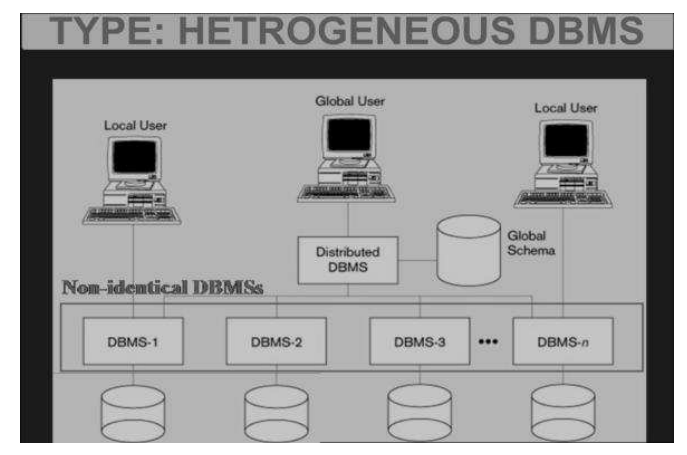 TYPE: HETROGENEOUS DBMS
Global User
Local User
Local User
Global
Schema
Distributed
DBMS
Non-identical DBMSs
DBMS-1
DBMS-2
DBMS-3
•••
DBMS-n